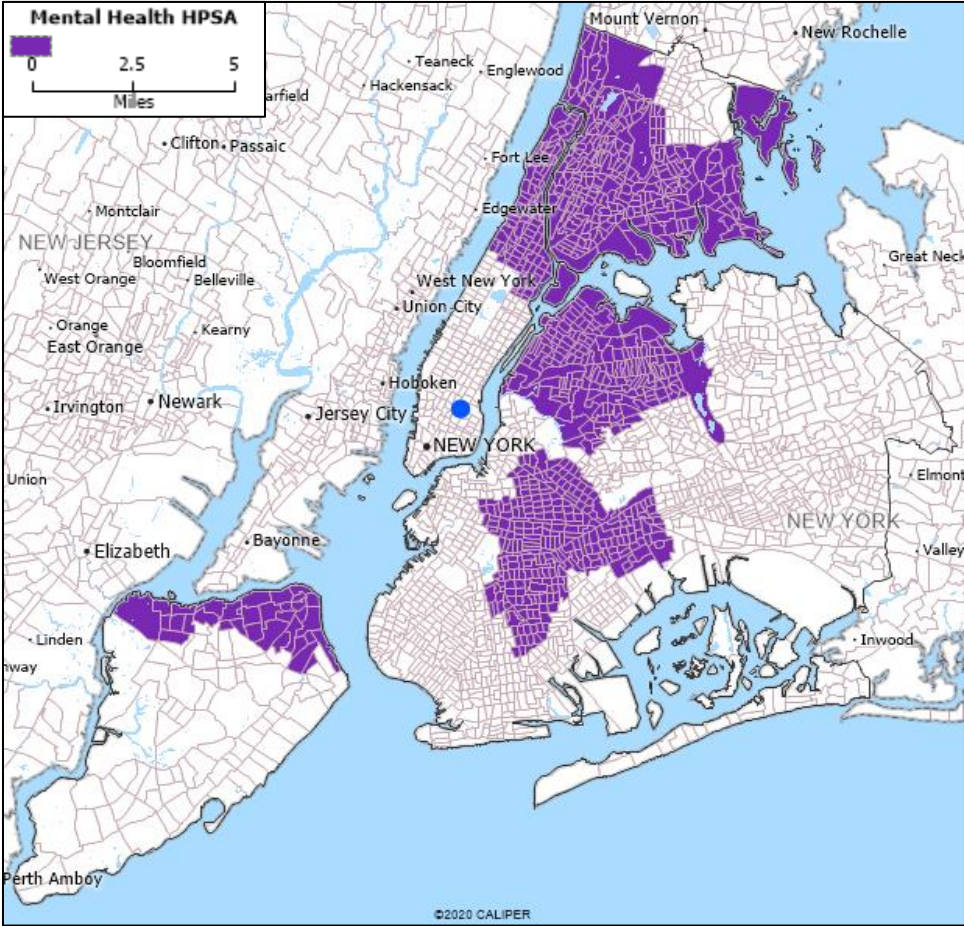 Mental Health HPSA
0 2.5 5
Miles
Mount Vernon
New Rochelle
Teaneck
Englewood
Hackensack
arfield
Clifton
Passaic
Fort Lee
Edgewater
Montclair
NEW JERSEY
Bloomfield
West Orange
Belleville
Great Neck
West New York
Union City
Orange
Kearny
East Orange
Hoboken
Irvington
Newark
Jersey City
NEW YORK
Union
Elmont
NEW YORK
Bayonne
Elizabeth
Valley
Linden
Inwood
nway
Perth Amboy
©2020 CALIPER